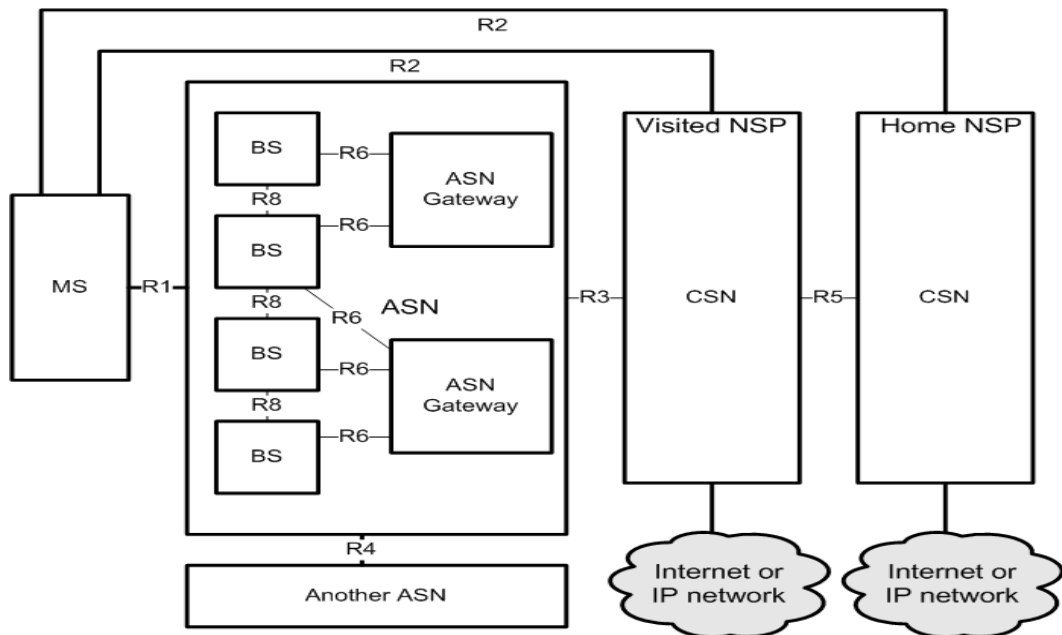 R2
R2
Visited NSP
Home NSP
BS
R6
ASN
Gateway
R8
R6
BS
MS
R1
R8
R6
ASN
R3
CSN
R5
CSN
BS
R6
ASN
Gateway
R8
R6
BS
R4
Another ASN
Internet or
IP network
Internet or
IP network